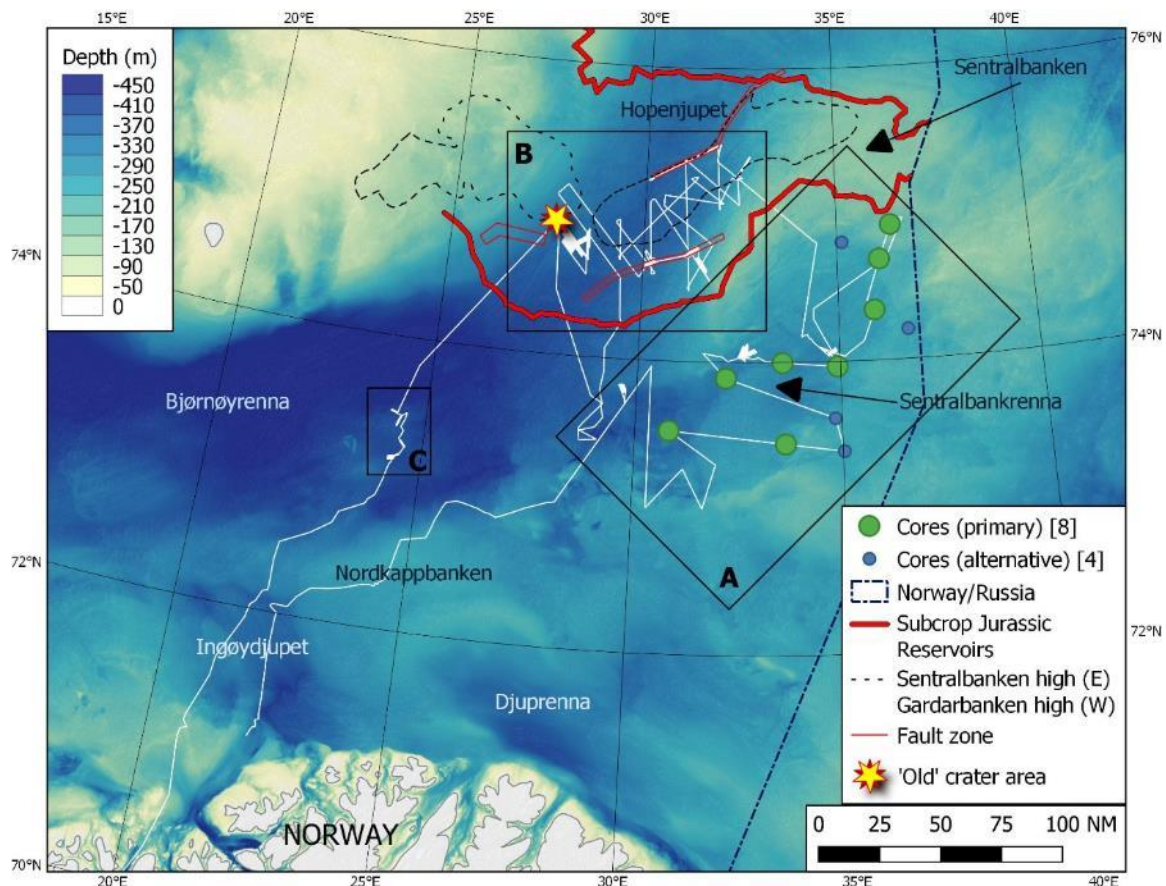 15°E
20°E
25°E
30°E
35°E
40°E
76°N
Depth (m)
-450
-410
-370
-330
-290
-250
-210
-170
-130
-90
-50
0
Sentralbanken
Hopenjupet
B
74°N
74°N
Bjørnøyrenna
Sentralbankrenna
C
A
72°N
Nordkappbanken
72°N
Ingøydjupet
Djuprenna
NORWAY
Cores (primary) [8]
Cores (alternative) [4]
Norway/Russia
Subcrop Jurassic
Reservoirs
Sentralbanken high (E)
Gardarbanken high (W)
Fault zone
'Old' crater area
0 25 50 75 100 NM
70°N
20°E
25°E
30°E
35°E
40°E